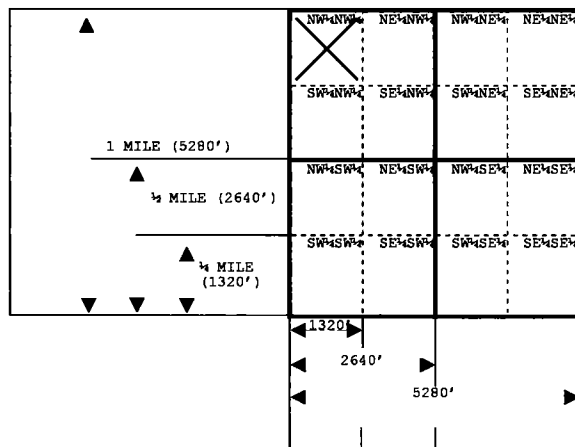 NW¼NW¼ NE¼NW¼ NW¼NE¼ NE¼NE¼
SW¼NW¼ SE¼NW¼ SW¼NE¼ SE¼NE¼
1 MILE (5280')
NW¼SW¼ NE¼SW¼ NW¼SE¼ NE¼SE¼
½ MILE (2640')
SW¼SW¼ SE¼SW¼ SW¼SE¼ SE¼SE¼
¼ MILE
(1320')
1320'
2640'
5280'